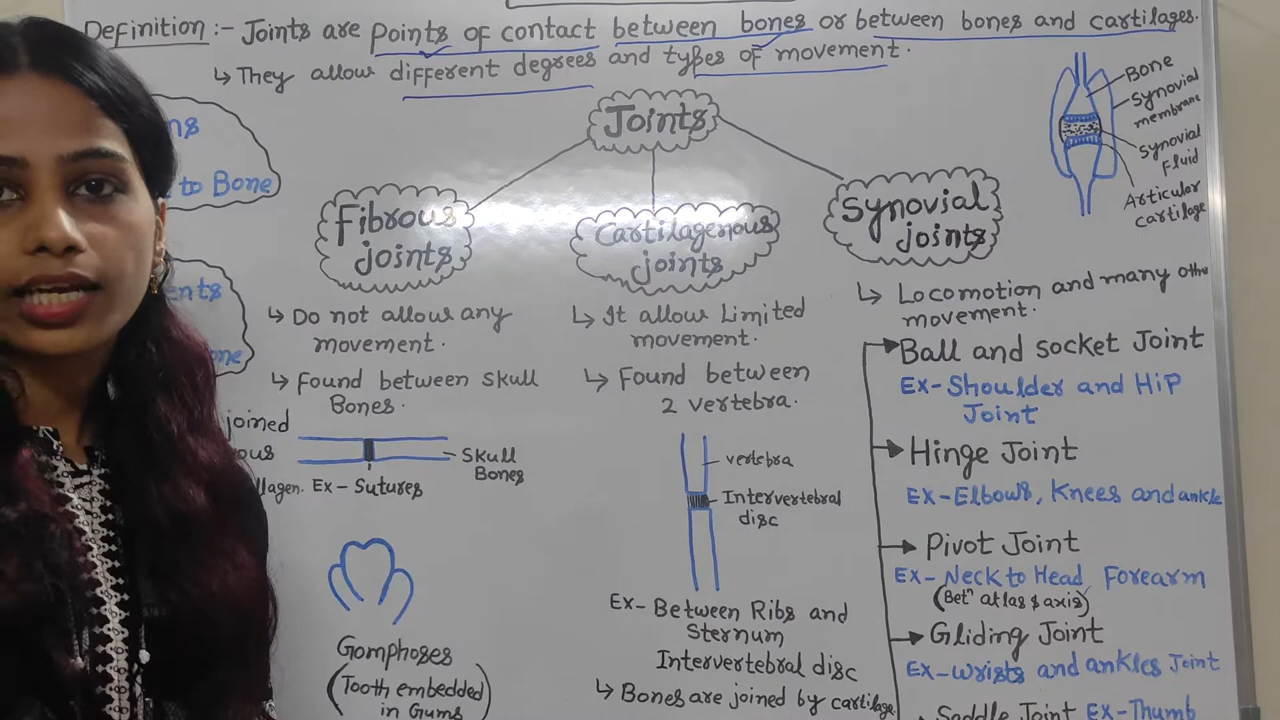 Definition :- Joints are points of contact between bones or between bones and cartilages.
↳ They allow different degrees and types of movement.
Joints
Bone
Synovial
membrane
Synovial
Fluid
Articular
cartilage
to Bone
Fibrous
joints
↳ Do not allow any
movement.
↳ Found between skull
Bones.
joined
Skull
Bones
Ex- Sutures
Gomphoses
(Tooth embedded
in Gums
Cartilagenous
joints
↳ It allow Limited
movement.
↳ Found between
2 vertebra.
vertebra
Intervertebral
disc
Ex- Between Ribs and
Sternum
Intervertebral disc
↳ Bones are joined by cartilage
Synovial
joints
↳ Locomotion and many othe
movement.
Ball and socket Joint
Ex- Shoulder and HiP
Joint
Hinge Joint
Ex- Elbows, Knees and ankle
Pivot Joint
Ex- Neck to Head, Forearm
(Betⁿ atlas & axis)
Gliding Joint
Ex- Wrists and ankles Joint
Saddle Joint Ex- Thumb